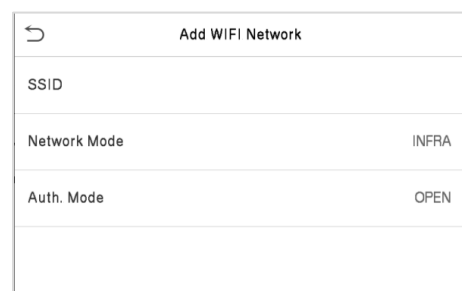 Add WIFI Network
SSID
Network Mode INFRA
Auth. Mode OPEN